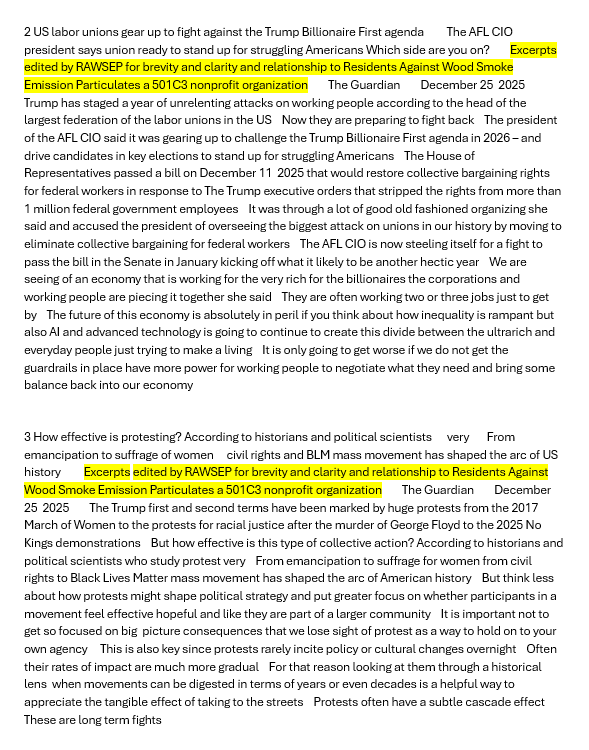 2 US labor unions gear up to fight against the Trump Billionaire First agenda The AFL CIO
president says union ready to stand up for struggling Americans Which side are you on? Excerpts
edited by RAWSEP for brevity and clarity and relationship to Residents Against Wood Smoke
Emission Particulates a 501C3 nonprofit organization The Guardian December 25 2025
Trump has staged a year of unrelenting attacks on working people according to the head of the
largest federation of the labor unions in the US Now they are preparing to fight back The president
of the AFL CIO said it was gearing up to challenge the Trump Billionaire First agenda in 2026 – and
drive candidates in key elections to stand up for struggling Americans The House of
Representatives passed a bill on December 11 2025 that would restore collective bargaining rights
for federal workers in response to The Trump executive orders that stripped the rights from more than
1 million federal government employees It was through a lot of good old fashioned organizing she
said and accused the president of overseeing the biggest attack on unions in our history by moving to
eliminate collective bargaining for federal workers The AFL CIO is now steeling itself for a fight to
pass the bill in the Senate in January kicking off what it likely to be another hectic year We are
seeing of an economy that is working for the very rich for the billionaires the corporations and
working people are piecing it together she said They are often working two or three jobs just to get
by The future of this economy is absolutely in peril if you think about how inequality is rampant but
also AI and advanced technology is going to continue to create this divide between the ultrarich and
everyday people just trying to make a living It is only going to get worse if we do not get the
guardrails in place have more power for working people to negotiate what they need and bring some
balance back into our economy
3 How effective is protesting? According to historians and political scientists very From
emancipation to suffrage of women civil rights and BLM mass movement has shaped the arc of US
history Excerpts edited by RAWSEP for brevity and clarity and relationship to Residents Against
Wood Smoke Emission Particulates a 501C3 nonprofit organization The Guardian December
25 2025 The Trump first and second terms have been marked by huge protests from the 2017
March of Women to the protests for racial justice after the murder of George Floyd to the 2025 No
Kings demonstrations But how effective is this type of collective action? According to historians and
political scientists who study protest very From emancipation to suffrage for women from civil
rights to Black Lives Matter mass movement has shaped the arc of American history But think less
about how protests might shape political strategy and put greater focus on whether participants in a
movement feel effective hopeful and like they are part of a larger community It is important not to
get so focused on big picture consequences that we lose sight of protest as a way to hold on to your
own agency This is also key since protests rarely incite policy or cultural changes overnight Often
their rates of impact are much more gradual For that reason looking at them through a historical
lens when movements can be digested in terms of years or even decades is a helpful way to
appreciate the tangible effect of taking to the streets Protests often have a subtle cascade effect
These are long term fights